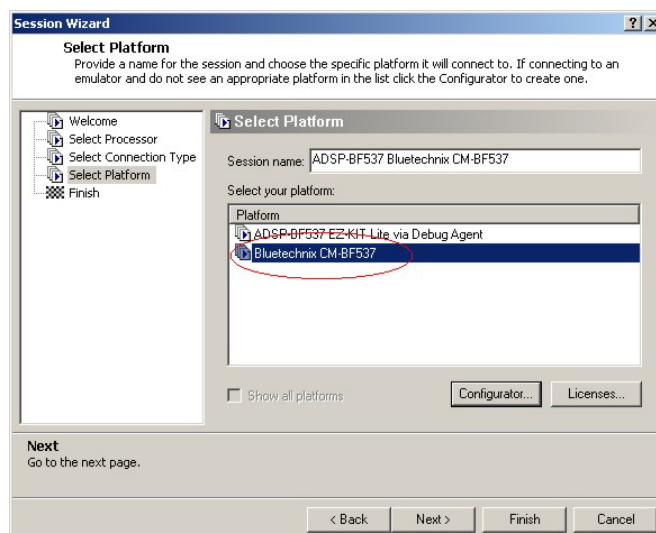 Session Wizard
Select Platform
Provide a name for the session and choose the specific platform it will connect to. If connecting to an
emulator and do not see an appropriate platform in the list click the Configurator to create one.
Welcome
Select Processor
Select Connection Type
Select Platform
Finish
Select Platform
Session name: ADSP-BF537 Bluetechnix CM-BF537
Select your platform:
Platform
ADSP-BF537 EZ-KIT Lite via Debug Agent
Bluetechnix CM-BF537
Show all platforms
Configurator...
Licenses...
Next
Go to the next page.
< Back
Next >
Finish
Cancel